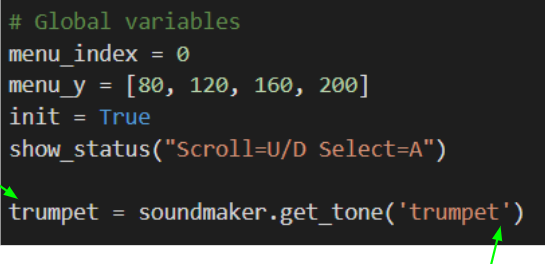 # Global variables
menu_index = 0
menu_y = [80, 120, 160, 200]
init = True
show_status("Scroll=U/D Select=A")
trumpet = soundmaker.get_tone('trumpet')